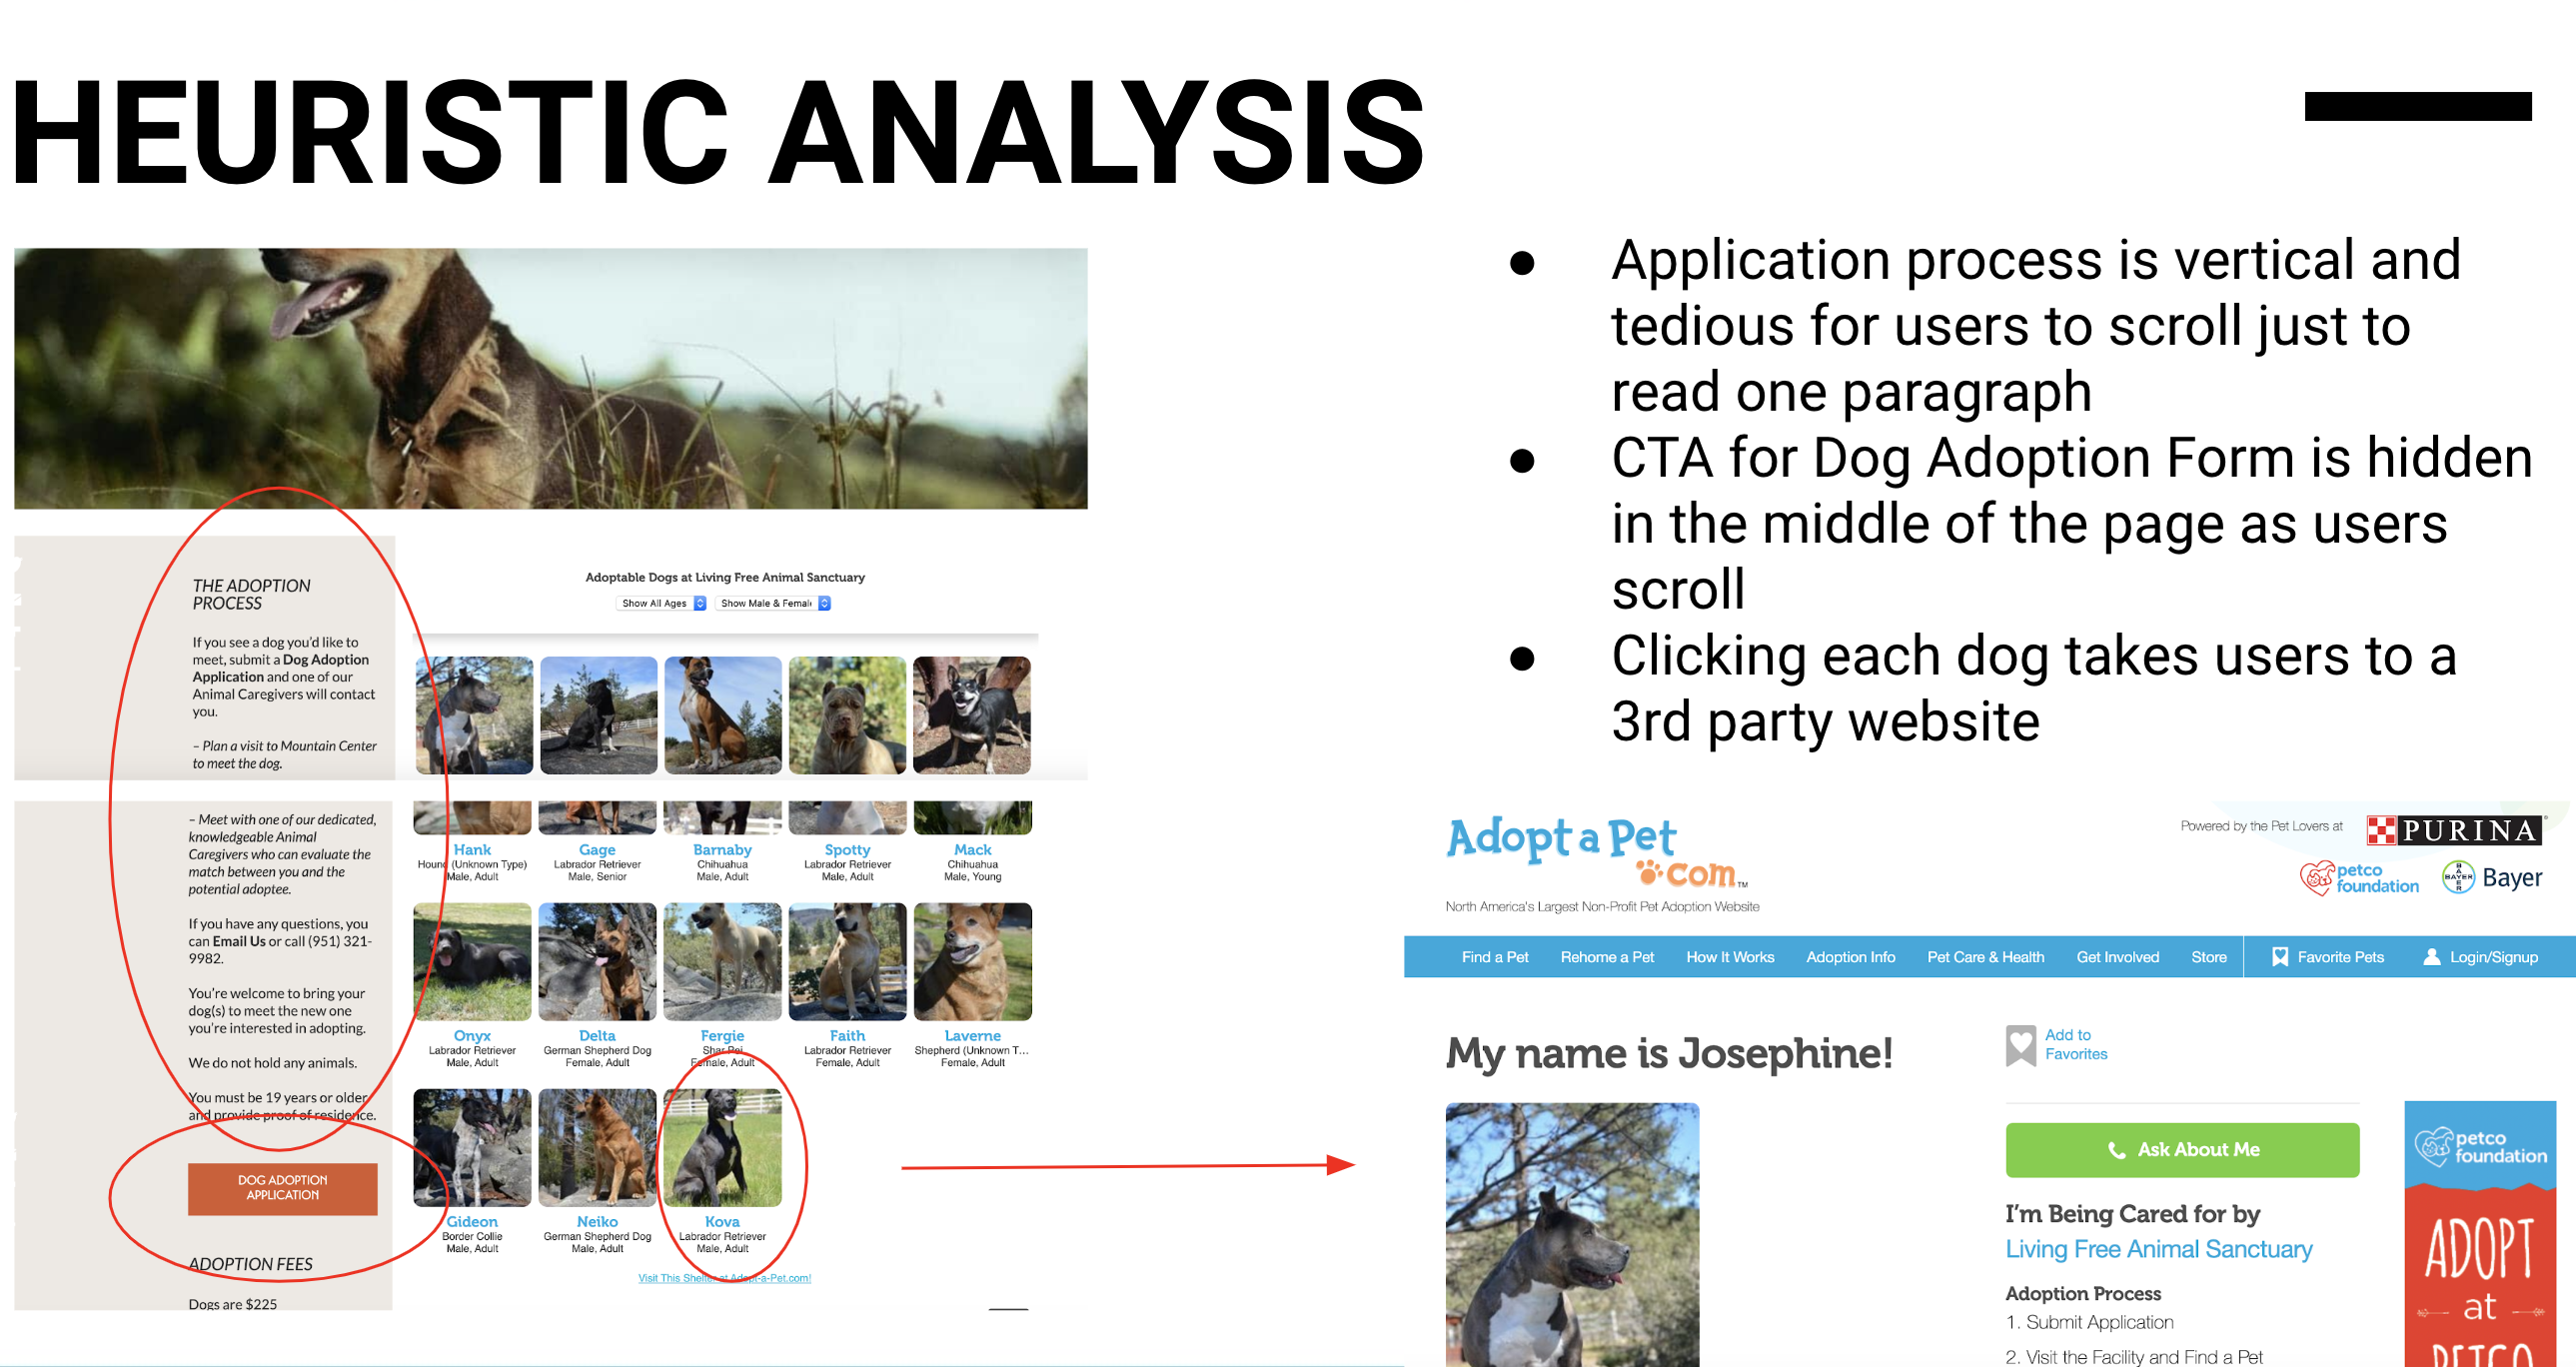 HEURISTIC ANALYSIS
● Application process is vertical and
tedious for users to scroll just to
read one paragraph
● CTA for Dog Adoption Form is hidden
in the middle of the page as users
scroll
● Clicking each dog takes users to a
3rd party website
THE ADOPTION
PROCESS
If you see a dog you'd like to
meet, submit a Dog Adoption
Application and one of our
Animal Caregivers will contact
you.
– Plan a visit to Mountain Center
to meet the dog.
– Meet with one of our dedicated,
knowledgeable Animal
Caregivers who can evaluate the
match between you and the
potential adoptee.
If you have any questions, you
can Email Us or call (951) 321-
9982.
You're welcome to bring your
dog(s) to meet the new one
you're interested in adopting.
We do not hold any animals.
You must be 19 years or older
and provide proof of residence.
DOG ADOPTION
APPLICATION
ADOPTION FEES
Dogs are $225
Adoptable Dogs at Living Free Animal Sanctuary
Show All Ages Show Male & Femal
Hank Gage Barnaby Spotty Mack
Hound (Unknown Type) Labrador Retriever Chihuahua Labrador Retriever Chihuahua
Male, Adult Male, Senior Male, Adult Male, Adult Male, Young
Onyx Delta Fergie Faith Laverne
Labrador Retriever German Shepherd Dog Shar Pei Labrador Retriever Shepherd (Unknown T...
Male, Adult Female, Adult Female, Adult Female, Adult Female, Adult
Gideon Neiko Kova
Border Collie German Shepherd Dog Labrador Retriever
Male, Adult Male, Adult Male, Adult
Visit This Shelter at Adopt-a-Pet.com!
Adopt a Pet
.com™
North America's Largest Non-Profit Pet Adoption Website
Powered by the Pet Lovers at PURINA
petco
foundation
BAYER Bayer
Find a Pet Rehome a Pet How It Works Adoption Info Pet Care & Health Get Involved Store Favorite Pets Login/Signup
My name is Josephine!
Add to
Favorites
Ask About Me
I'm Being Cared for by
Living Free Animal Sanctuary
Adoption Process
1. Submit Application
2. Visit the Facility and Find a Pet
petco
foundation
ADOPT
at
PETCO